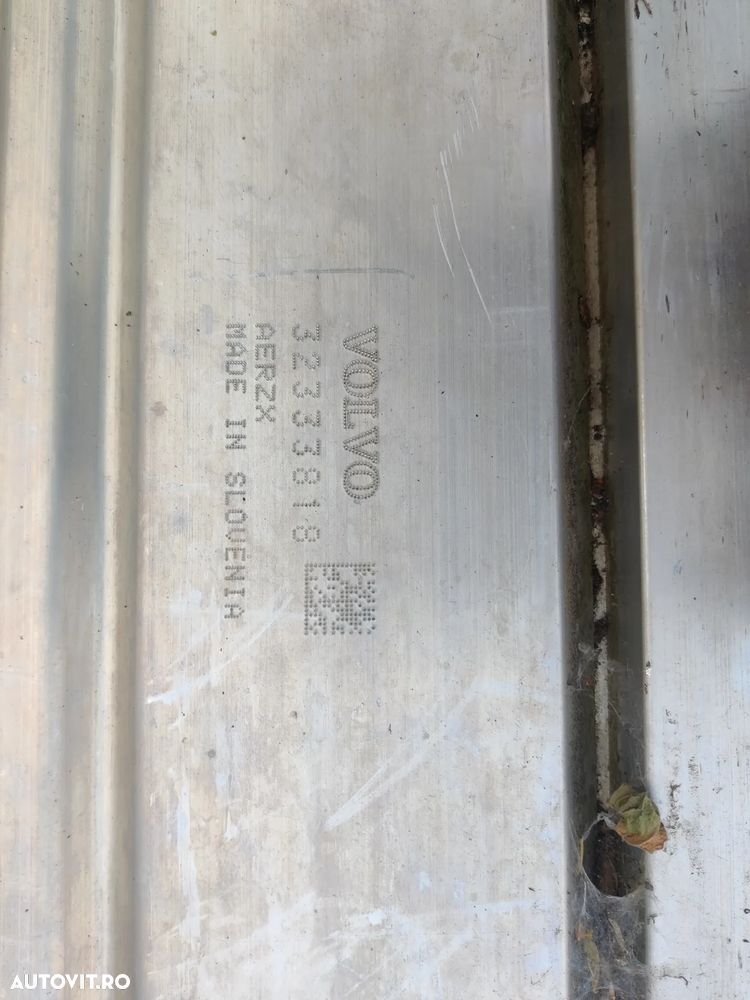 VOLVO
32333818
AERZX
MADE IN SLOVENIA
AUTOVIT.RO